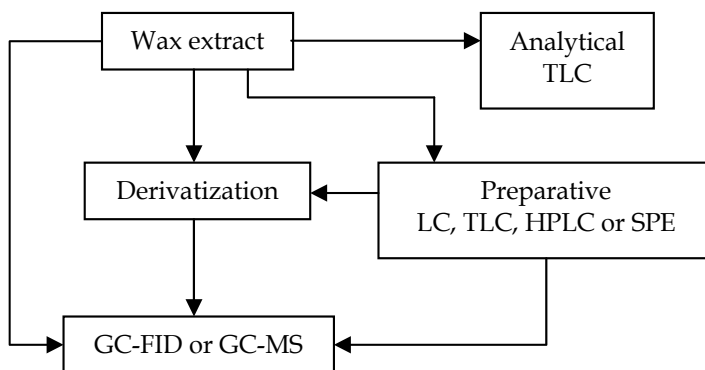 Wax extract
Analytical
TLC
Derivatization
Preparative
LC, TLC, HPLC or SPE
GC-FID or GC-MS